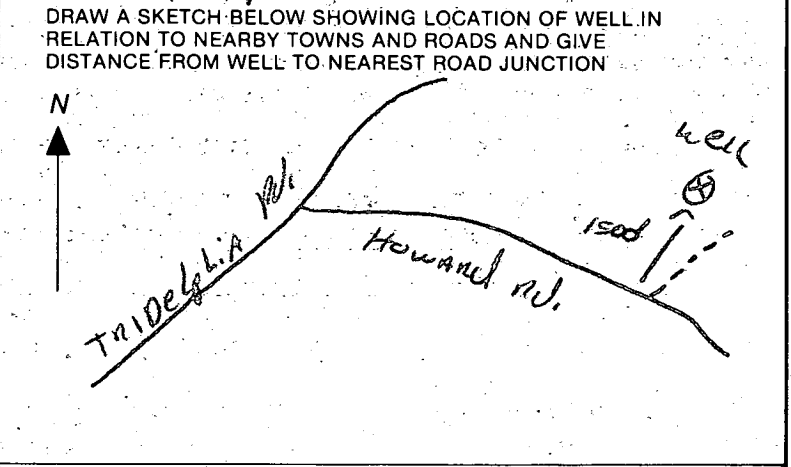 DRAW A SKETCH BELOW SHOWING LOCATION OF WELL IN
RELATION TO NEARBY TOWNS AND ROADS AND GIVE
DISTANCE FROM WELL TO NEAREST ROAD JUNCTION
N
well
TRIDelphiA Rd.
Howard Rd.